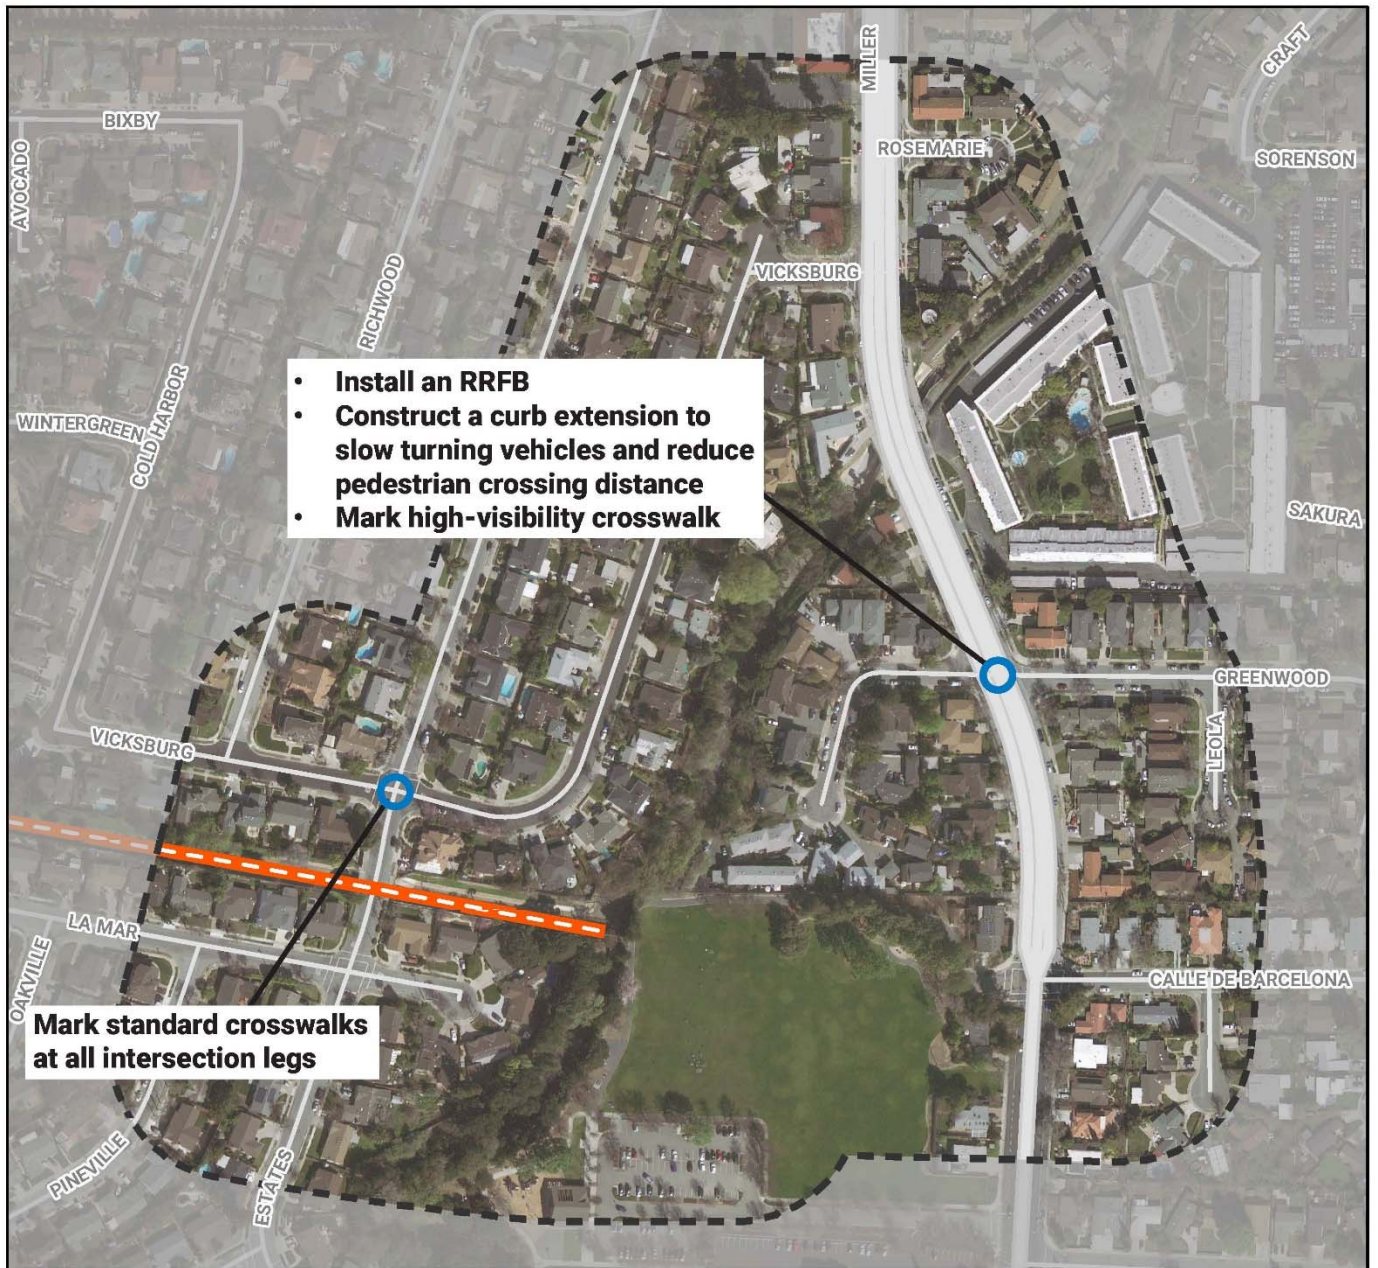 MILLER
CRAFT
BIXBY
AVOCADO
ROSEMARIE
SORENSON
VICKSBURG
RICHWOOD
• Install an RRFB
• Construct a curb extension to
slow turning vehicles and reduce
pedestrian crossing distance
• Mark high-visibility crosswalk
WINTERGREEN
COLD HARBOR
SAKURA
GREENWOOD
LEOLA
VICKSBURG
LA MAR
OAKVILLE
CALLE DE BARCELONA
Mark standard crosswalks
at all intersection legs
PINEVILLE
ESTATES